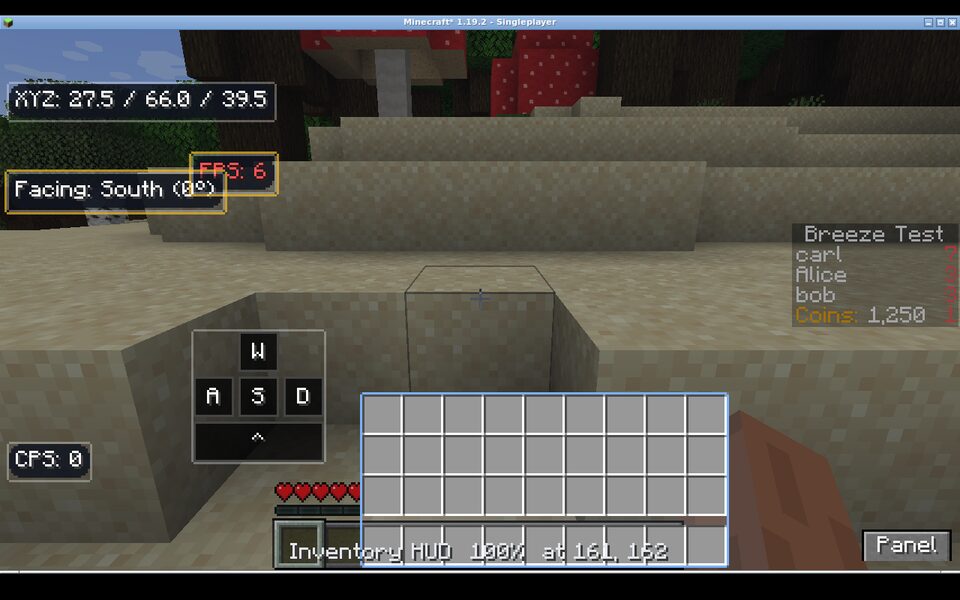 Minecraft* 1.19.2 - Singleplayer
XYZ: 27.5 / 66.0 / 39.5
FPS: 6
Facing: South (0º)
Breeze Test
carl
Alice
bob
Coins: 1,250
W
A S D
^
CPS: 0
Inventory HUD 100% at 161, 162
Panel